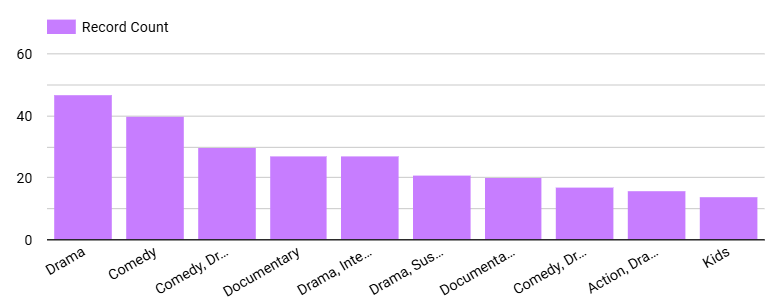 Record Count
60
40
20
0
Drama
Comedy
Comedy, Dr...
Documentary
Drama, Inte...
Drama, Sus...
Documenta...
Comedy, Dr...
Action, Dra...
Kids